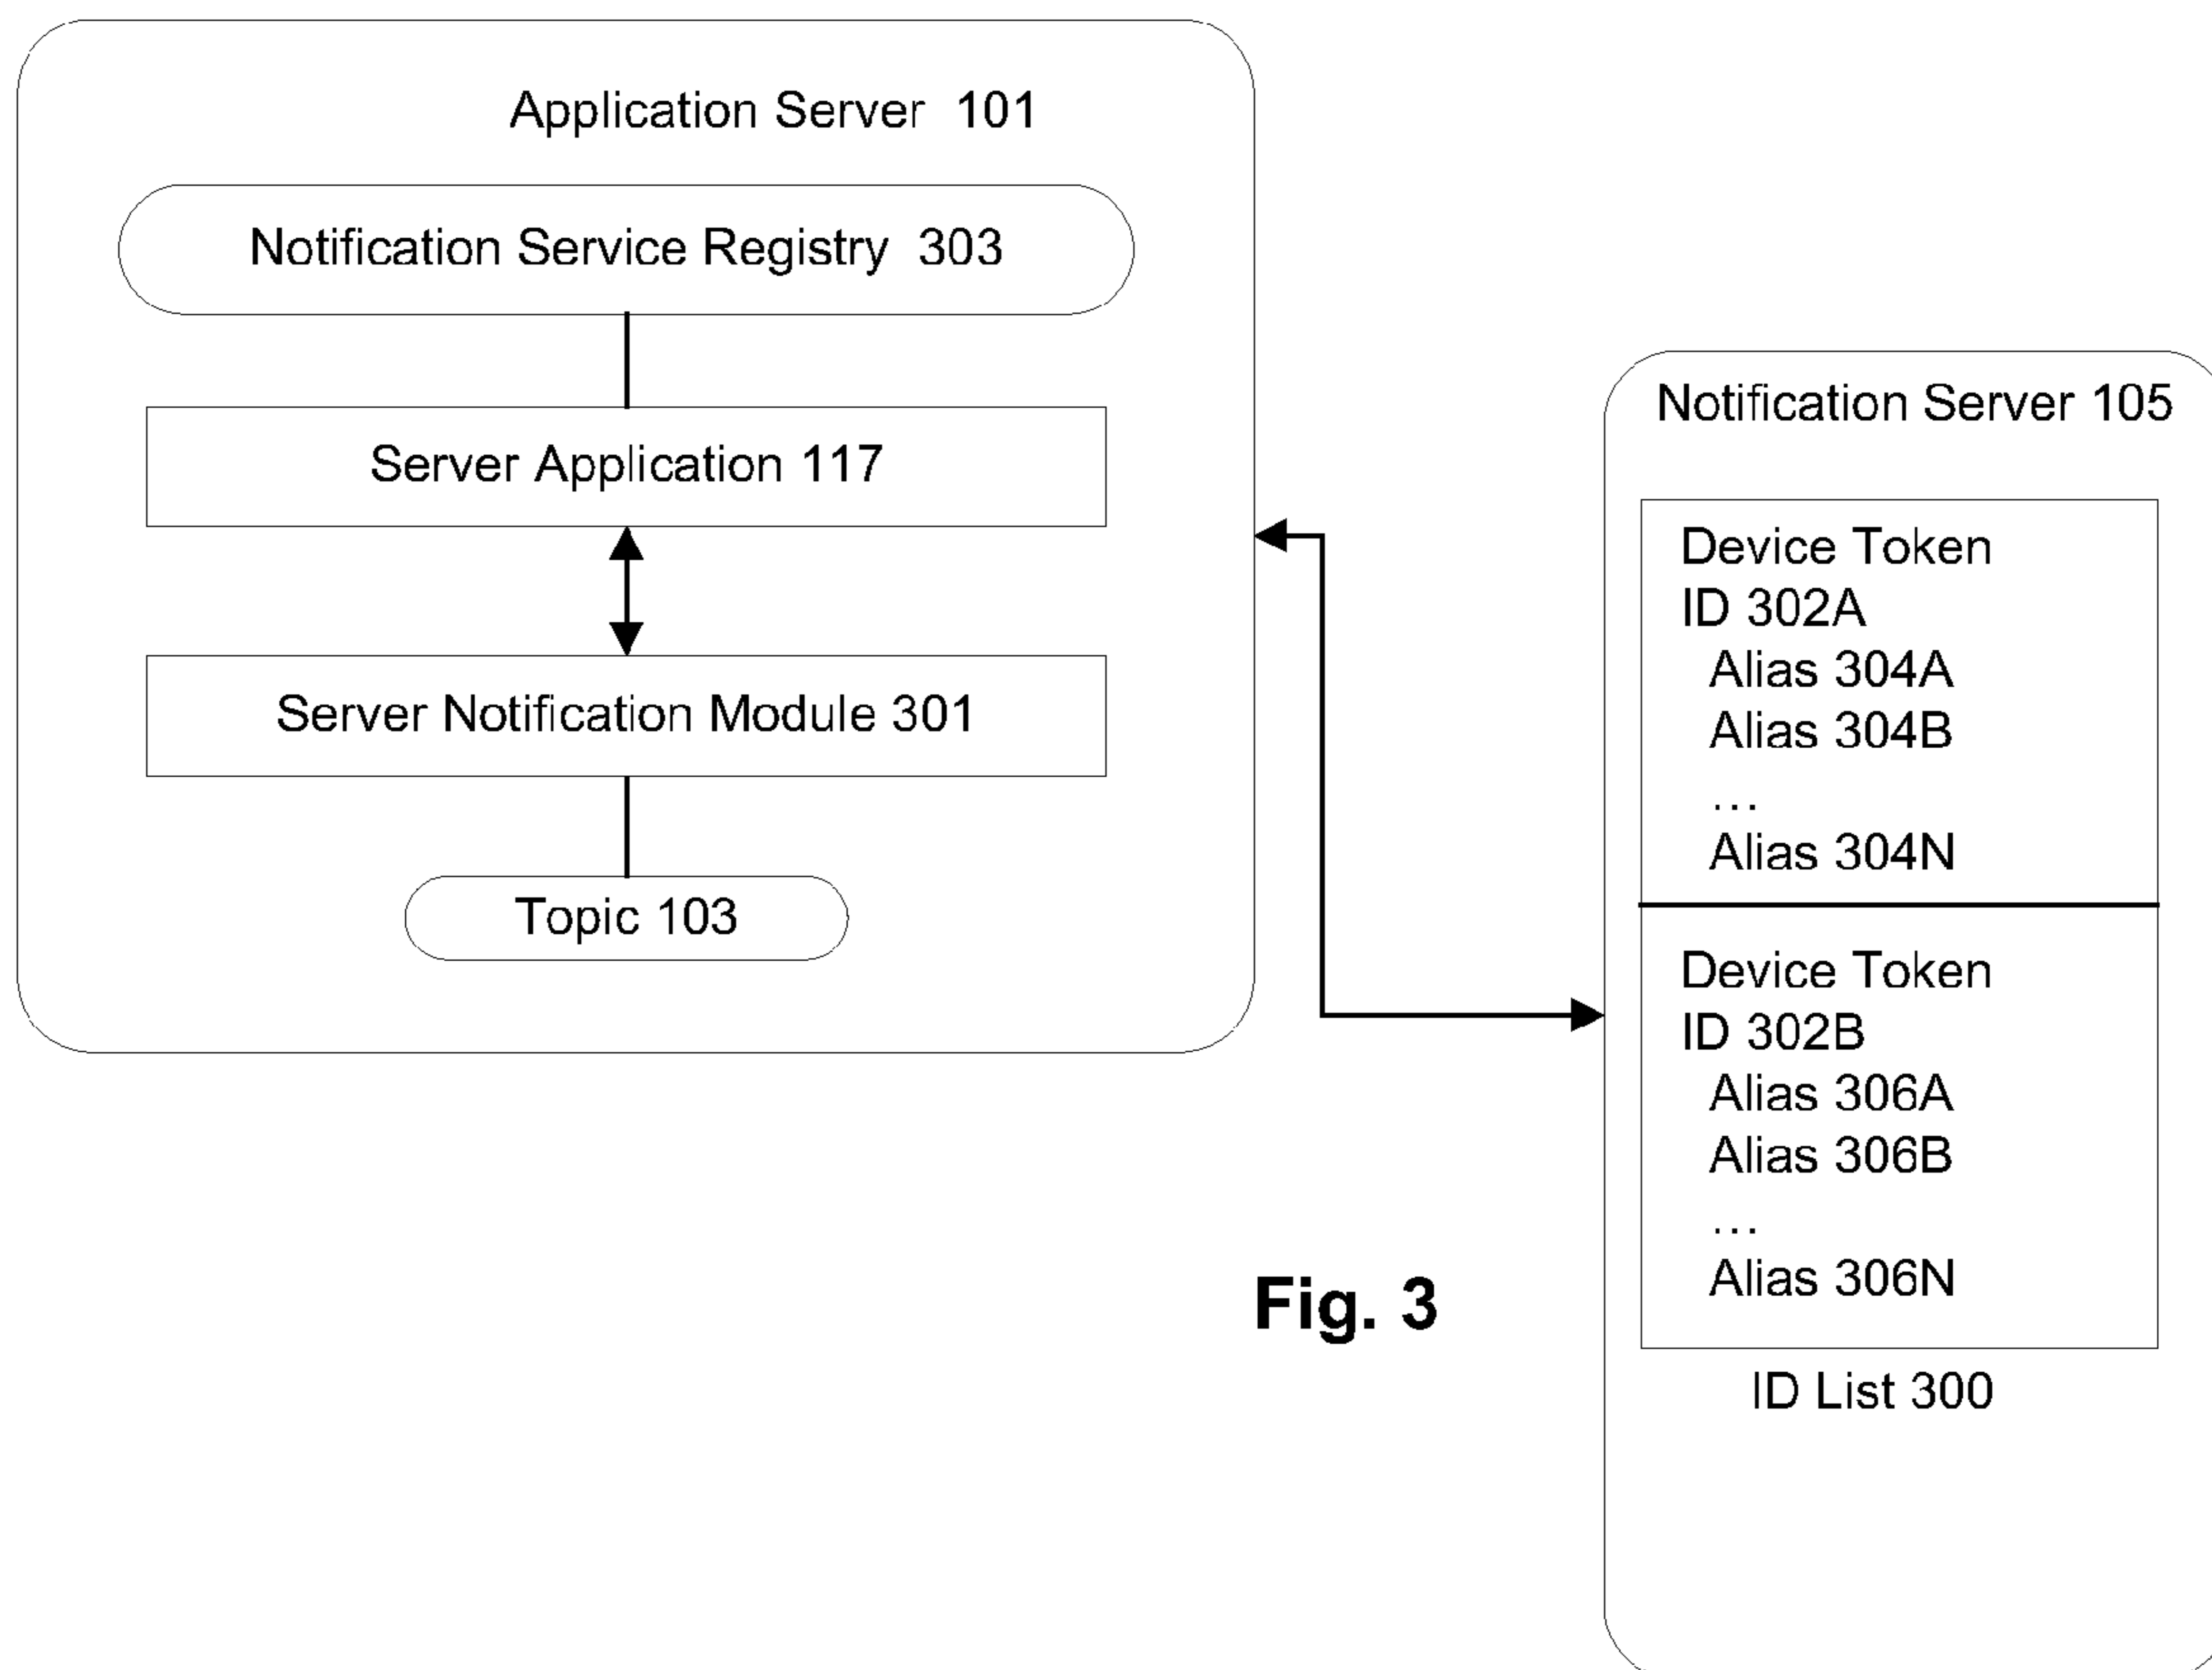 Application Server 101
Notification Service Registry 303
Server Application 117
Server Notification Module 301
Topic 103
Notification Server 105
Device Token
ID 302A
Alias 304A
Alias 304B
...
Alias 304N
Device Token
ID 302B
Alias 306A
Alias 306B
...
Alias 306N
ID List 300
Fig. 3